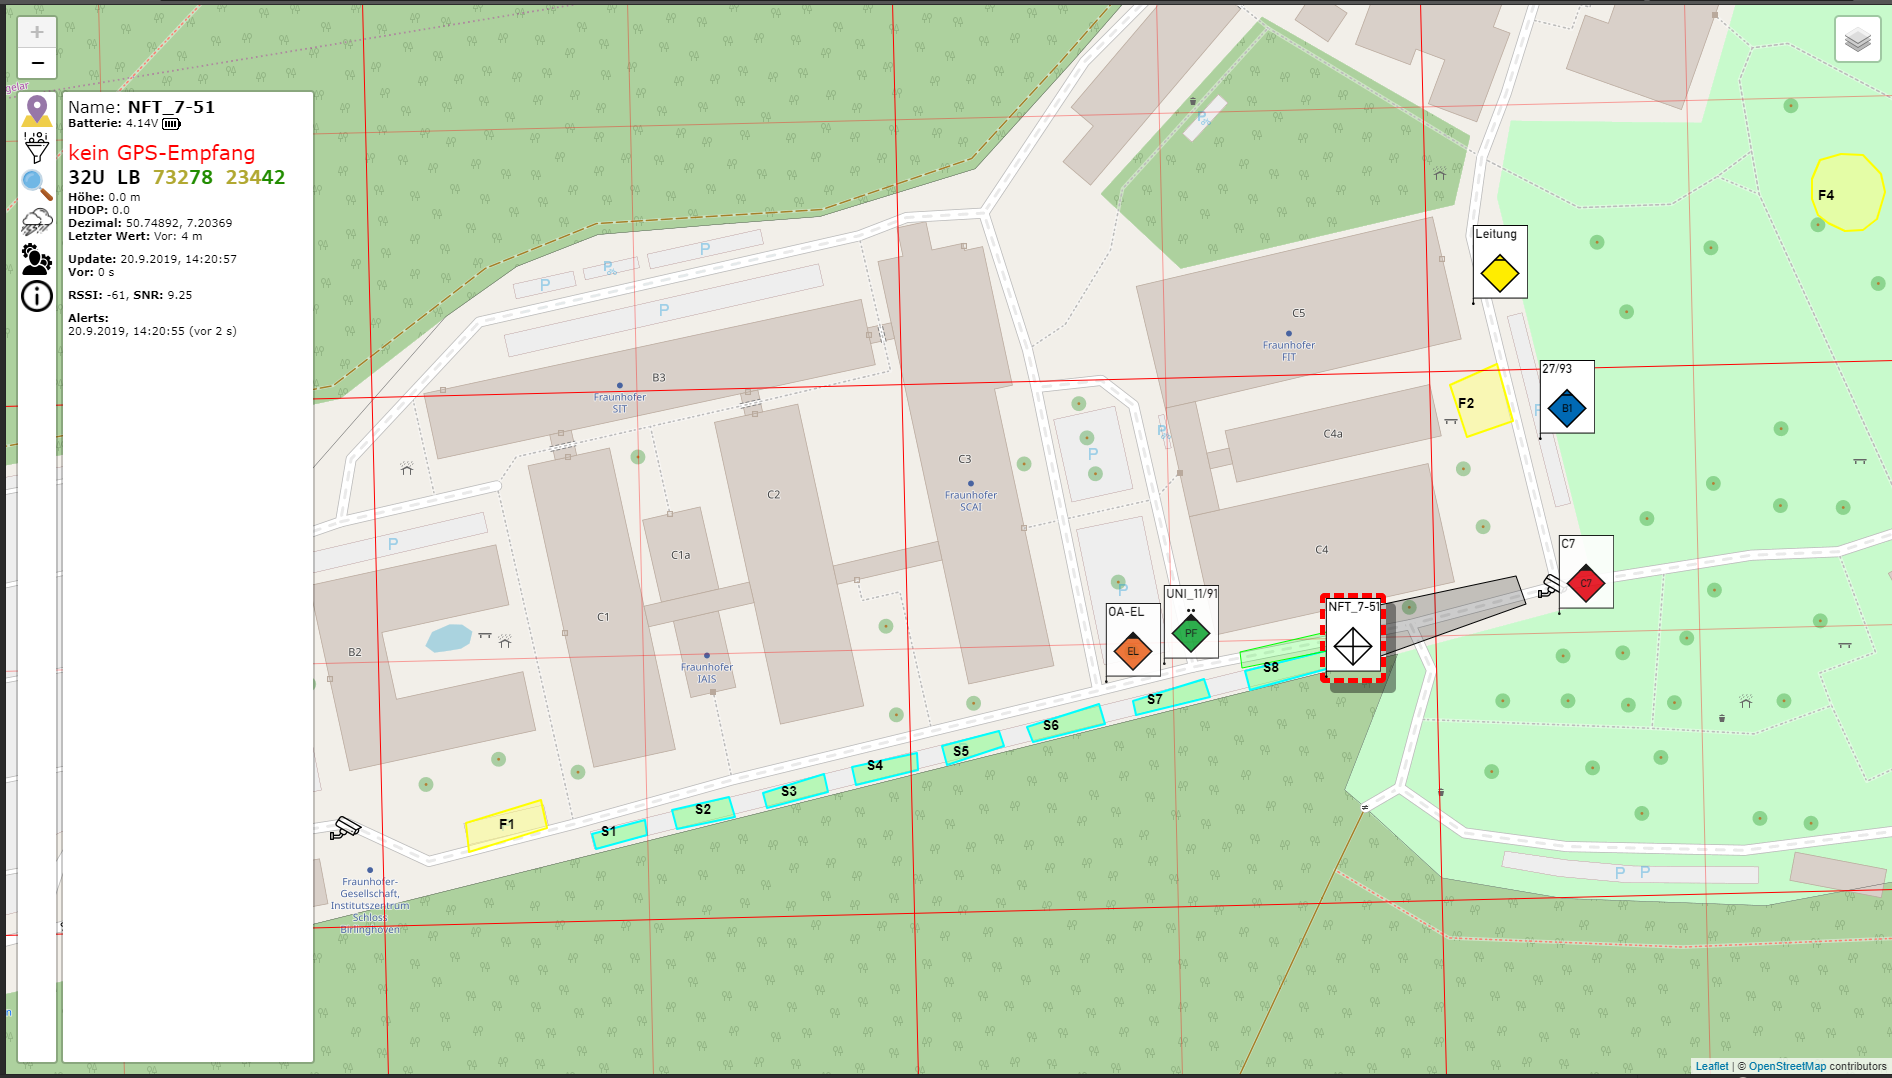 +
−
Name: NFT_7-51
Batterie: 4.14V
kein GPS-Empfang
32U LB 73278 23442
Höhe: 0.0 m
HDOP: 0.0
Dezimal: 50.74892, 7.20369
Letzter Wert: Vor: 4 m
Update: 20.9.2019, 14:20:57
Vor: 0 s
RSSI: -61, SNR: 9.25
Alerts:
20.9.2019, 14:20:55 (vor 2 s)
gelar
P
P
P
P
P
F4
Leitung
C5
Fraunhofer
FIT
27/93
B1
B3
Fraunhofer
SIT
F2
P
C4a
P
P
C3
Fraunhofer
SCAI
C2
P
C4
C1a
C7
C7
P
OA-EL
EL
UNI_11/91
PF
NFT_7-51
C1
B2
Fraunhofer
IAIS
S8
S7
S6
S5
S4
S3
S2
S1
F1
P P
Fraunhofer-
Gesellschaft,
Institutszentrum
Schloss
Birlinghoven
Leaflet | © OpenStreetMap contributors